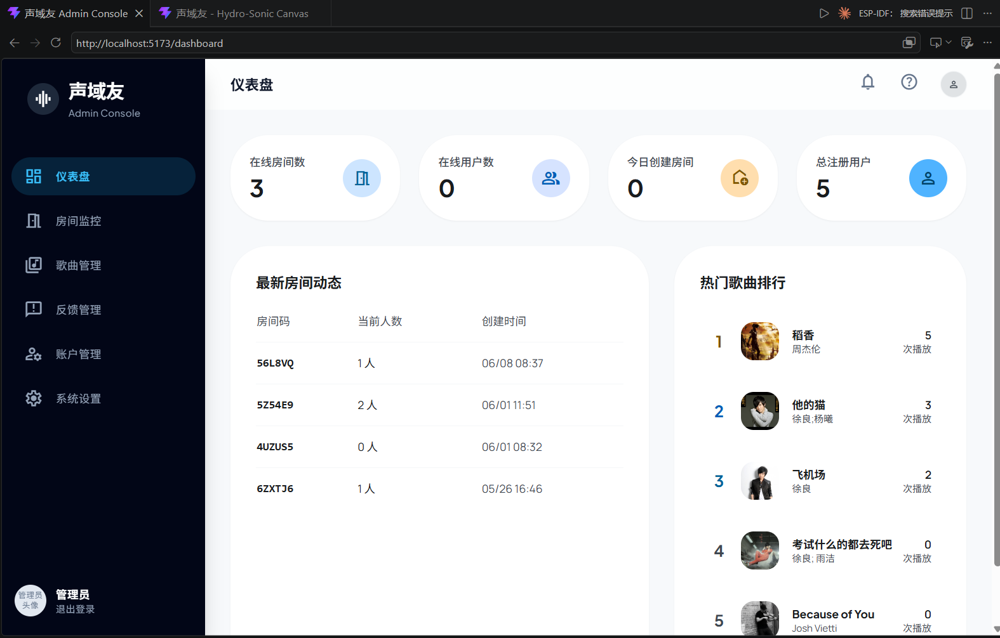 声域友 Admin Console
声域友 - Hydro-Sonic Canvas
ESP-IDF: 搜索错误提示
http://localhost:5173/dashboard
声域友
Admin Console
仪表盘
房间监控
歌曲管理
反馈管理
账户管理
系统设置
管理员
头像
管理员
退出登录
仪表盘
在线房间数
3
在线用户数
0
今日创建房间
0
总注册用户
5
最新房间动态
房间码 当前人数 创建时间
56L8VQ 1 人 06/08 08:37
5Z54E9 2 人 06/01 11:51
4UZUS5 0 人 06/01 08:32
6ZXTJ6 1 人 05/26 16:46
热门歌曲排行
1 稻香 5
周杰伦 次播放
2 他的猫 3
徐良;杨曦 次播放
3 飞机场 2
徐良 次播放
4 考试什么的都去死吧 0
徐良; 雨洁 次播放
5 Because of You 0
Josh Vietti 次播放